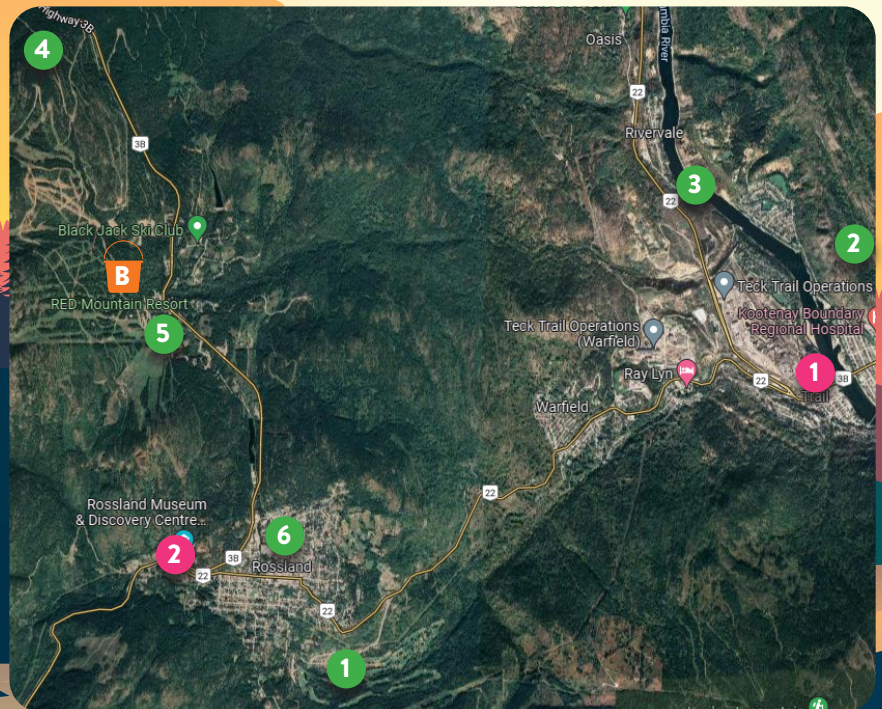 Highway 3B
4
Oasis
22
3B
Rivervale
3
22
Black Jack Ski Club
2
B
Teck Trail Operations
RED Mountain Resort
Kootenay Boundary
Regional Hospital
Teck Trail Operations
(Warfield)
5
Ray Lyn
1
22
3B
Trail
Warfield
22
Rossland Museum
& Discovery Centre...
6
2
3B
Rossland
22
22
1